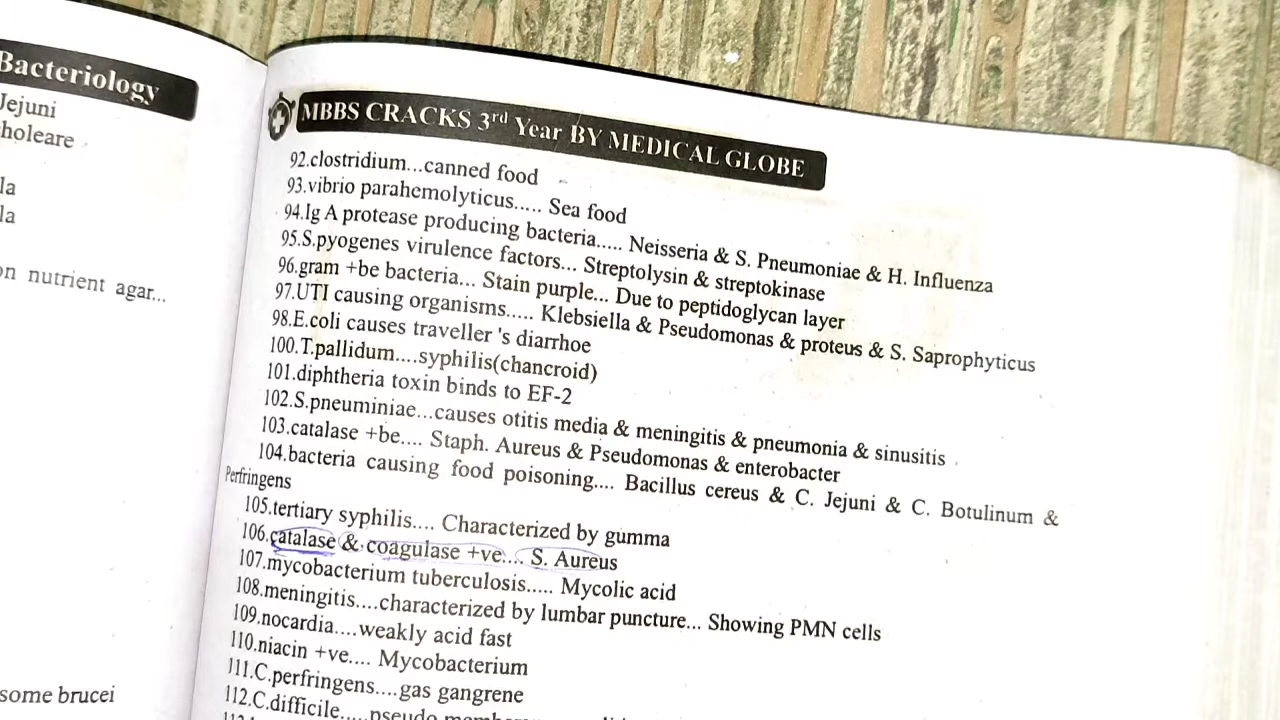 Bacteriology
Jejuni
holeare
la
la
on nutrient agar...
some brucei
MBBS CRACKS 3rd Year BY MEDICAL GLOBE
92.clostridium...canned food
93.vibrio parahemolyticus..... Sea food
94.Ig A protease producing bacteria..... Neisseria & S. Pneumoniae & H. Influenza
95.S.pyogenes virulence factors... Streptolysin & streptokinase
96.gram +be bacteria... Stain purple... Due to peptidoglycan layer
97.UTI causing organisms..... Klebsiella & Pseudomonas & proteus & S. Saprophyticus
98.E.coli causes traveller 's diarrhoe
100.T.pallidum....syphilis(chancroid)
101.diphtheria toxin binds to EF-2
102.S.pneuminiae...causes otitis media & meningitis & pneumonia & sinusitis
103.catalase +be.... Staph. Aureus & Pseudomonas & enterobacter
104.bacteria causing food poisoning.... Bacillus cereus & C. Jejuni & C. Botulinum &
Perfringens
105.tertiary syphilis.... Characterized by gumma
106.catalase & coagulase +ve.... S. Aureus
107.mycobacterium tuberculosis..... Mycolic acid
108.meningitis....characterized by lumbar puncture... Showing PMN cells
109.nocardia....weakly acid fast
110.niacin +ve.... Mycobacterium
111.C.perfringens....gas gangrene
112.C.difficile.....pseudo